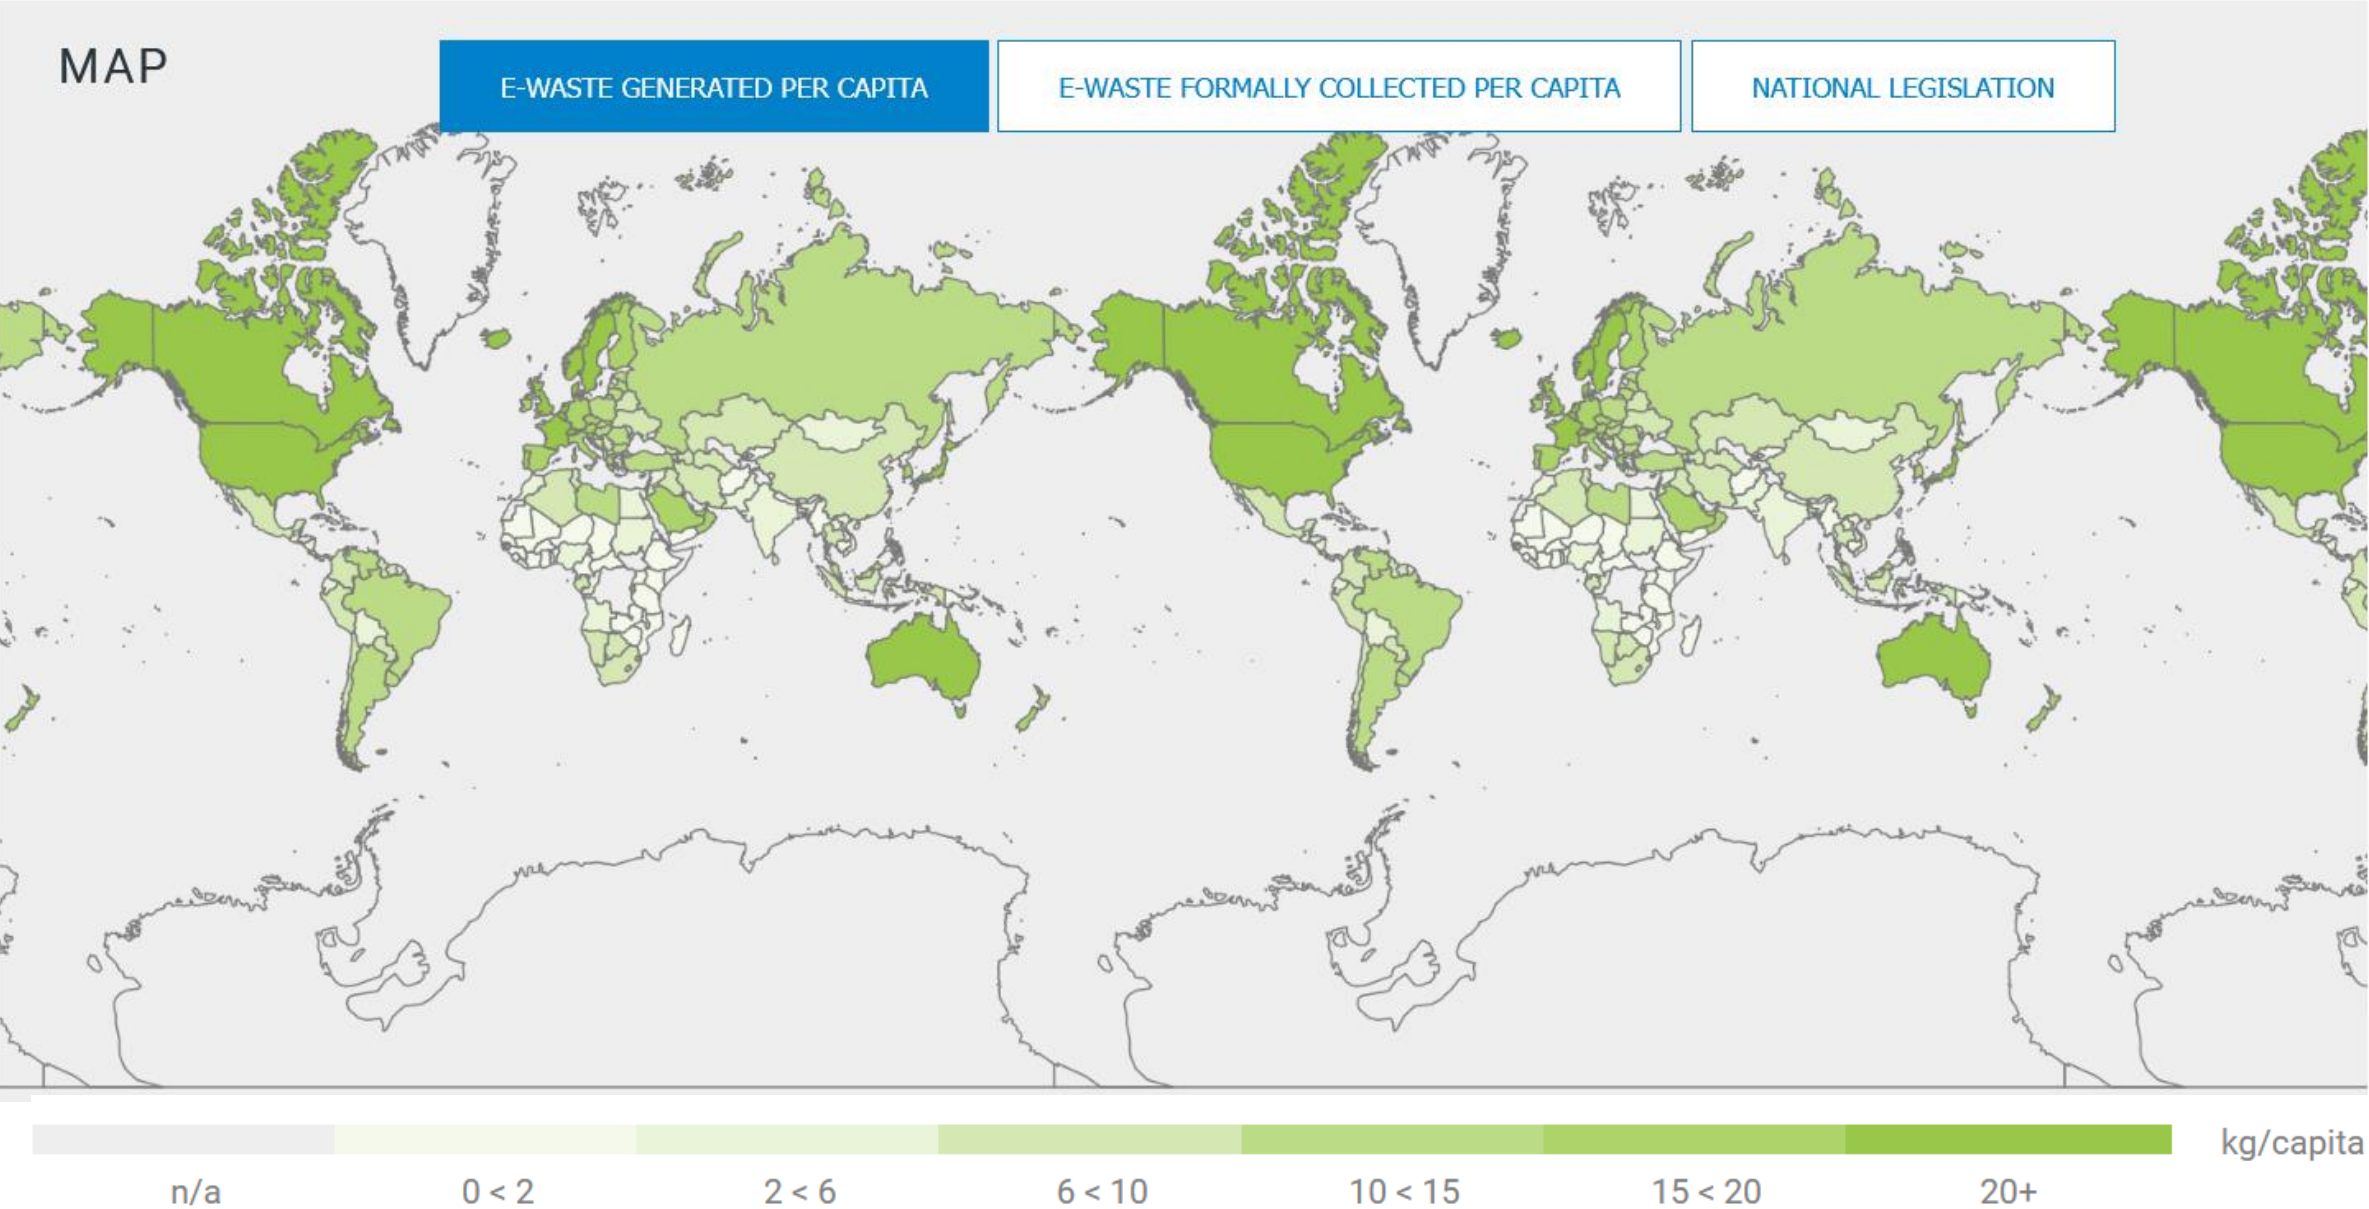 MAP
E-WASTE GENERATED PER CAPITA
E-WASTE FORMALLY COLLECTED PER CAPITA
NATIONAL LEGISLATION
kg/capita
n/a
0 < 2
2 < 6
6 < 10
10 < 15
15 < 20
20+